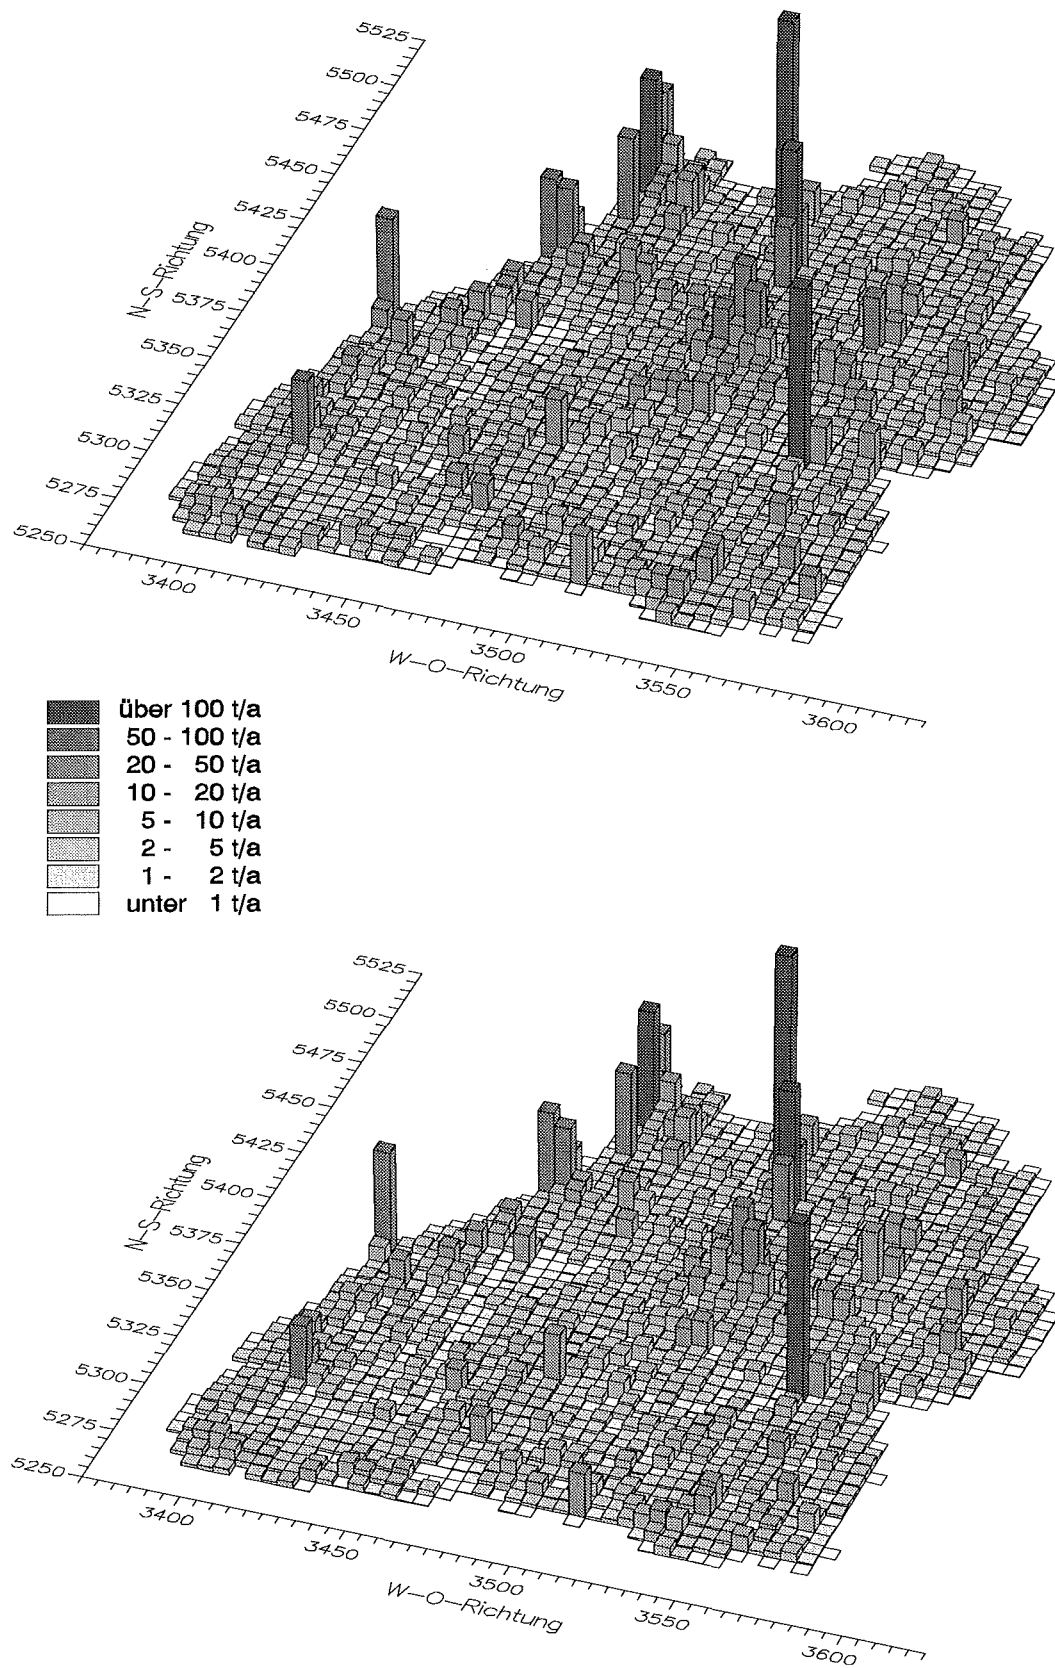 5525
5500
5475
5450
5425
5400
5375
5350
5325
5300
5275
5250
N-S-Richtung
3400
3450
3500
3550
3600
W-O-Richtung
über 100 t/a
50 - 100 t/a
20 - 50 t/a
10 - 20 t/a
5 - 10 t/a
2 - 5 t/a
1 - 2 t/a
unter 1 t/a
5525
5500
5475
5450
5425
5400
5375
5350
5325
5300
5275
5250
N-S-Richtung
3400
3450
3500
3550
3600
W-O-Richtung